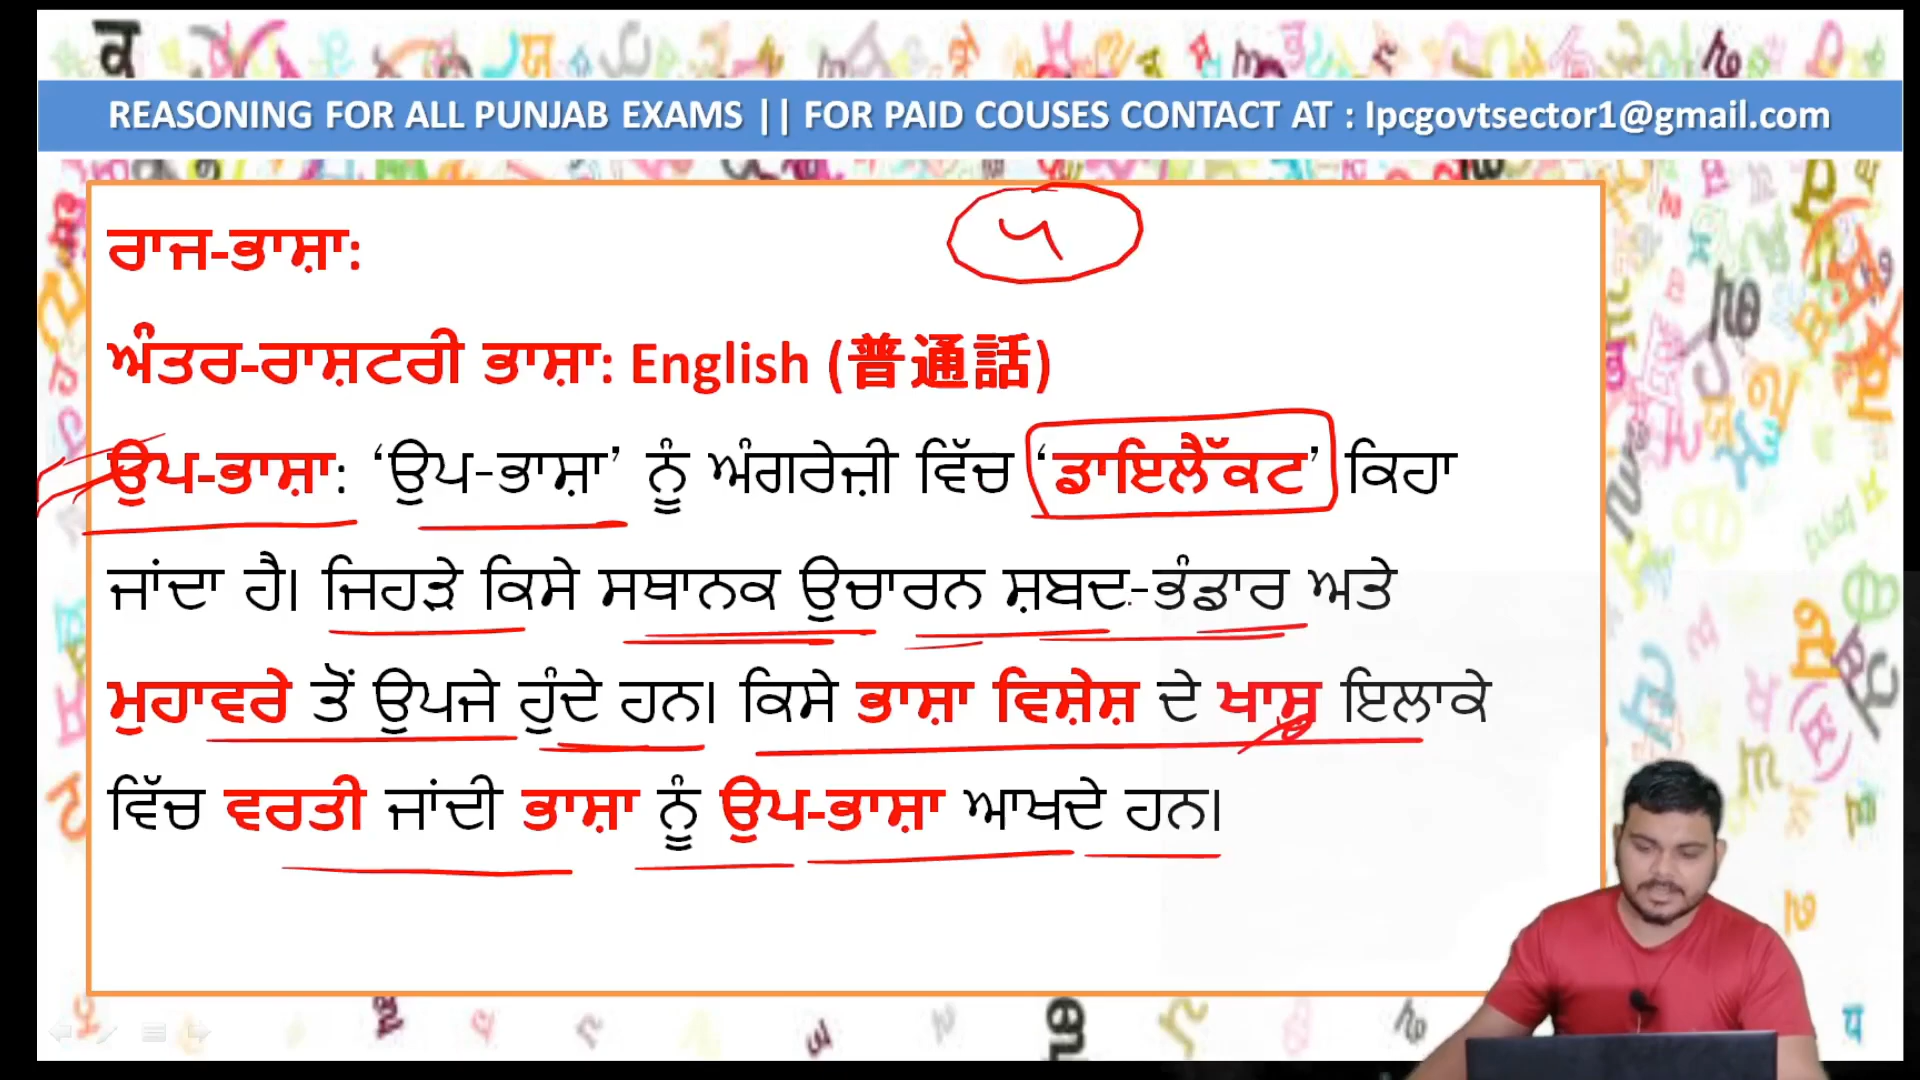 REASONING FOR ALL PUNJAB EXAMS || FOR PAID COUSES CONTACT AT : Ipcgovtsector1@gmail.com
ਰਾਜ-ਭਾਸ਼ਾ:
ਅੰਤਰ-ਰਾਸ਼ਟਰੀ ਭਾਸ਼ਾ: English (普通話)
ਉਪ-ਭਾਸ਼ਾ: ‘ਉਪ-ਭਾਸ਼ਾ’ ਨੂੰ ਅੰਗਰੇਜ਼ੀ ਵਿੱਚ ‘ਡਾਇਲੈੱਕਟ’ ਕਿਹਾ
ਜਾਂਦਾ ਹੈ। ਜਿਹੜੇ ਕਿਸੇ ਸਥਾਨਕ ਉਚਾਰਨ ਸ਼ਬਦ-ਭੰਡਾਰ ਅਤੇ
ਮੁਹਾਵਰੇ ਤੋਂ ਉਪਜੇ ਹੁੰਦੇ ਹਨ। ਕਿਸੇ ਭਾਸ਼ਾ ਵਿਸ਼ੇਸ਼ ਦੇ ਖਾਸ਼ ਇਲਾਕੇ
ਵਿੱਚ ਵਰਤੀ ਜਾਂਦੀ ਭਾਸ਼ਾ ਨੂੰ ਉਪ-ਭਾਸ਼ਾ ਆਖਦੇ ਹਨ।